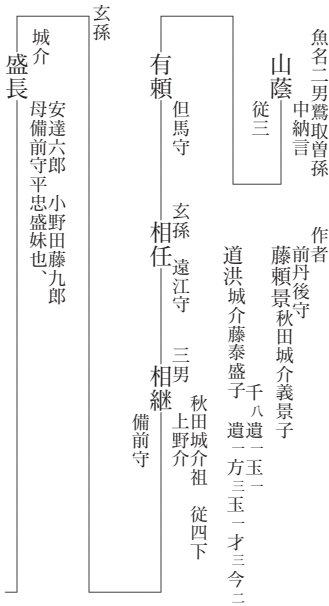 魚名二男鷲取曽孫
中納言
山蔭
従三
作者
前丹後守
藤頼景秋田城介義景子
千八遺一玉一
道洪城介藤泰盛子
遺一方三玉一才三今二
有頼
但馬守
玄孫　遠江守
相任
三男　上野介
秋田城介祖　従四下
相継
備前守
玄孫
城介
盛長
安達六郎　小野田藤九郎
母備前守平忠盛妹也、